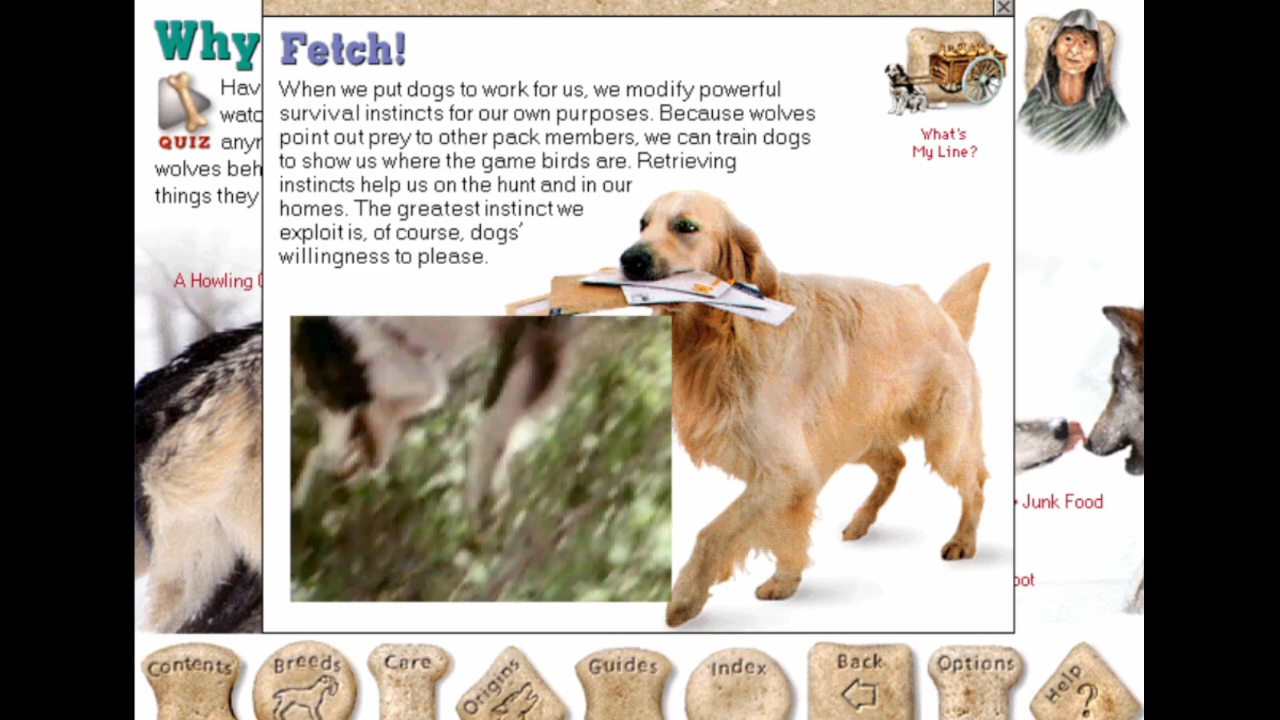 Why
Fetch!
When we put dogs to work for us, we modify powerful
survival instincts for our own purposes. Because wolves
point out prey to other pack members, we can train dogs
to show us where the game birds are. Retrieving
instincts help us on the hunt and in our
homes. The greatest instinct we
exploit is, of course, dogs'
willingness to please.
What's
My Line?
QUIZ
Hav
watc
anyr
wolves beh
things they
A Howling
Junk Food
oot
Contents
Breeds
Care
Origins
Guides
Index
Back
Options
Help
?